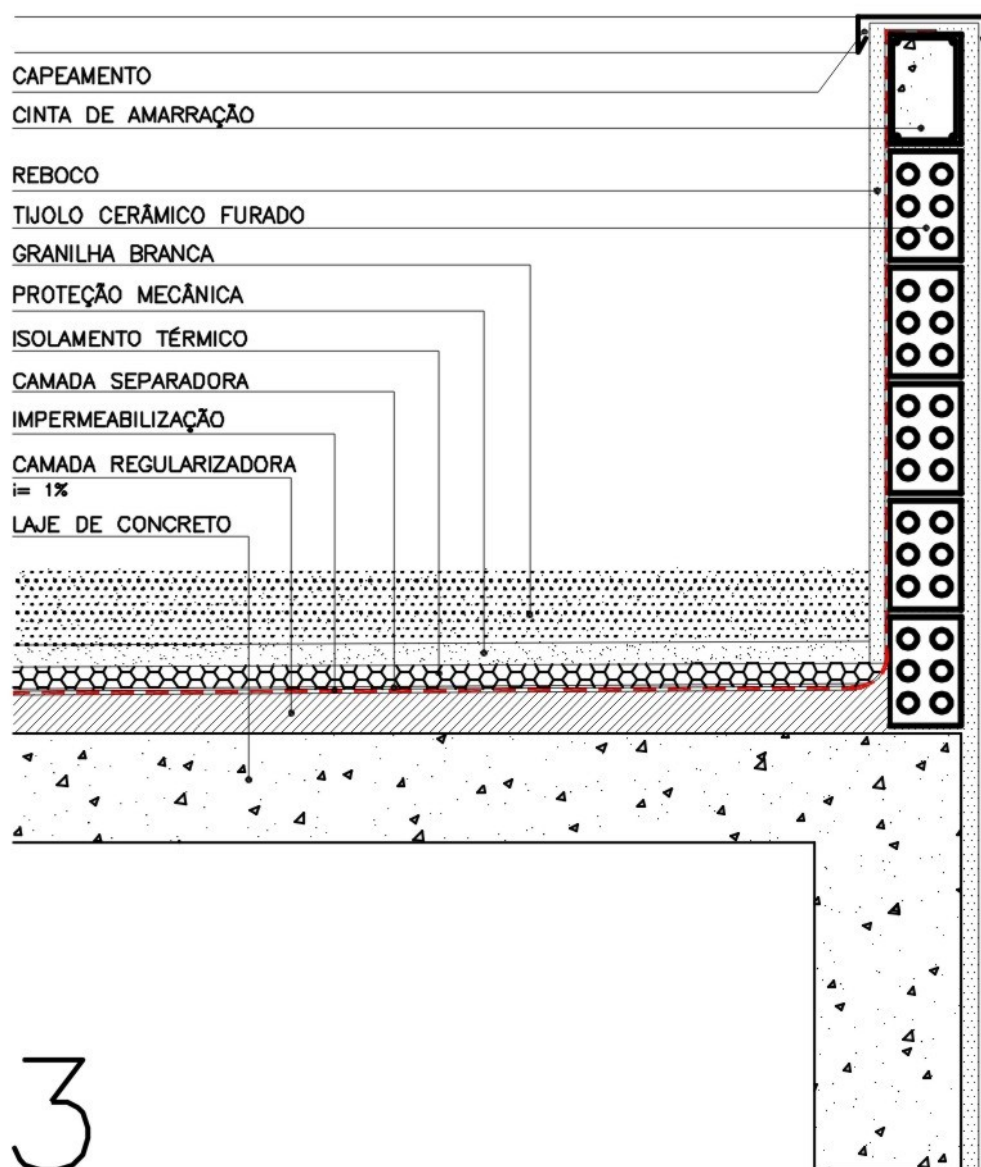 CAPEAMENTO
CINTA DE AMARRAÇÃO
REBOCO
TIJOLO CERÂMICO FURADO
GRANILHA BRANCA
PROTEÇÃO MECÂNICA
ISOLAMENTO TÉRMICO
CAMADA SEPARADORA
IMPERMEABILIZAÇÃO
CAMADA REGULARIZADORA
i= 1%
LAJE DE CONCRETO
3